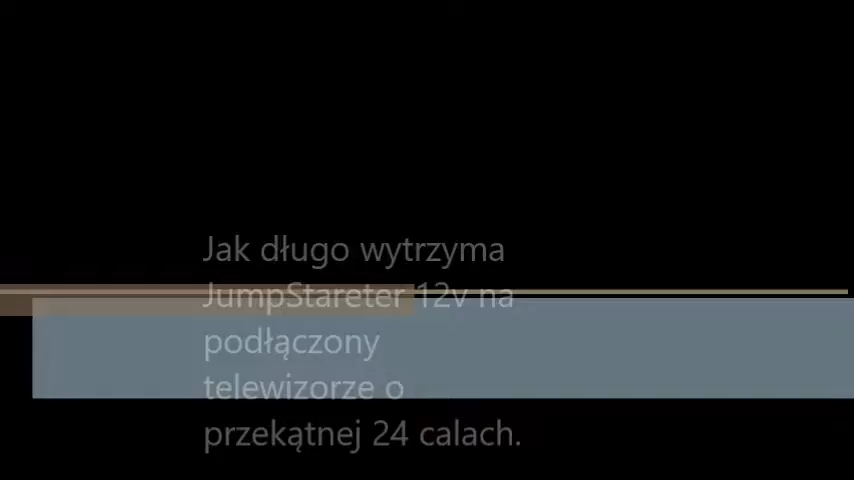 Jak długo wytrzyma
JumpStareter 12v na
podłączony
telewizorze o
przekątnej 24 calach.